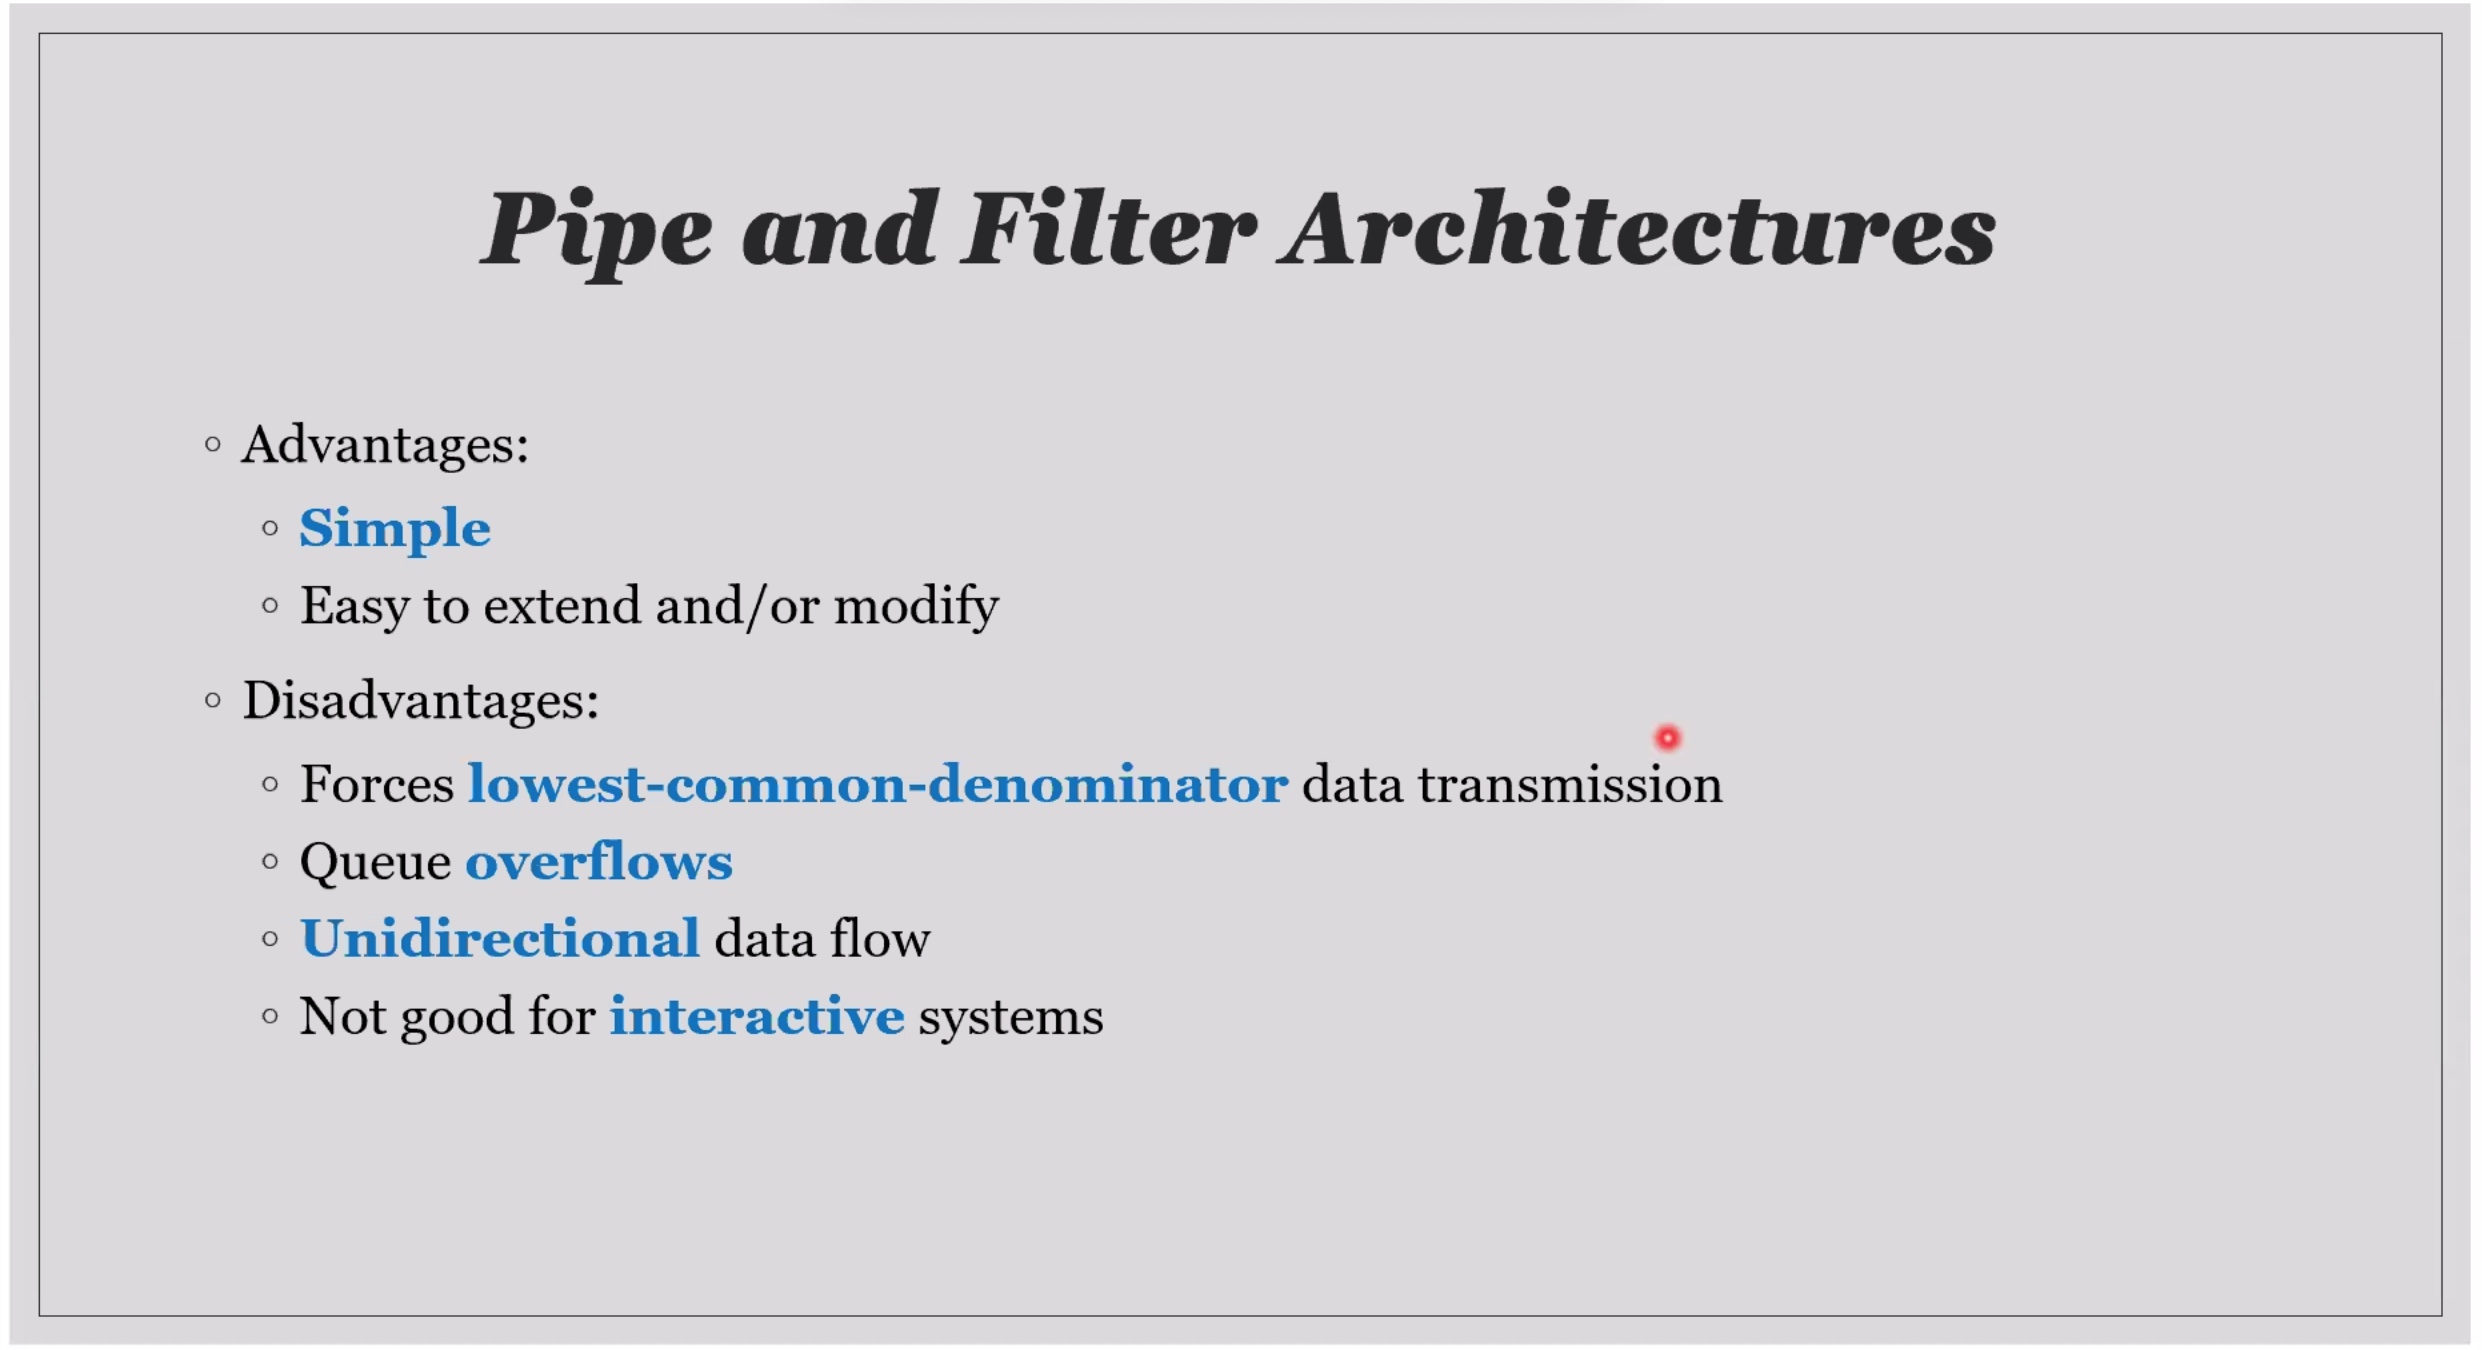 Pipe and Filter Architectures
Advantages:
Simple
Easy to extend and/or modify
Disadvantages:
Forces lowest-common-denominator data transmission
Queue overflows
Unidirectional data flow
Not good for interactive systems